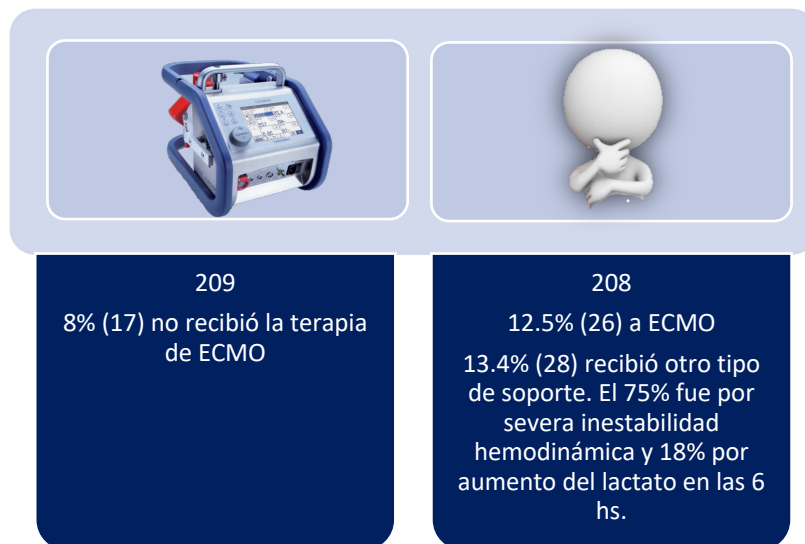 209
8% (17) no recibió la terapia
de ECMO
208
12.5% (26) a ECMO
13.4% (28) recibió otro tipo
de soporte. El 75% fue por
severa inestabilidad
hemodinámica y 18% por
aumento del lactato en las 6
hs.